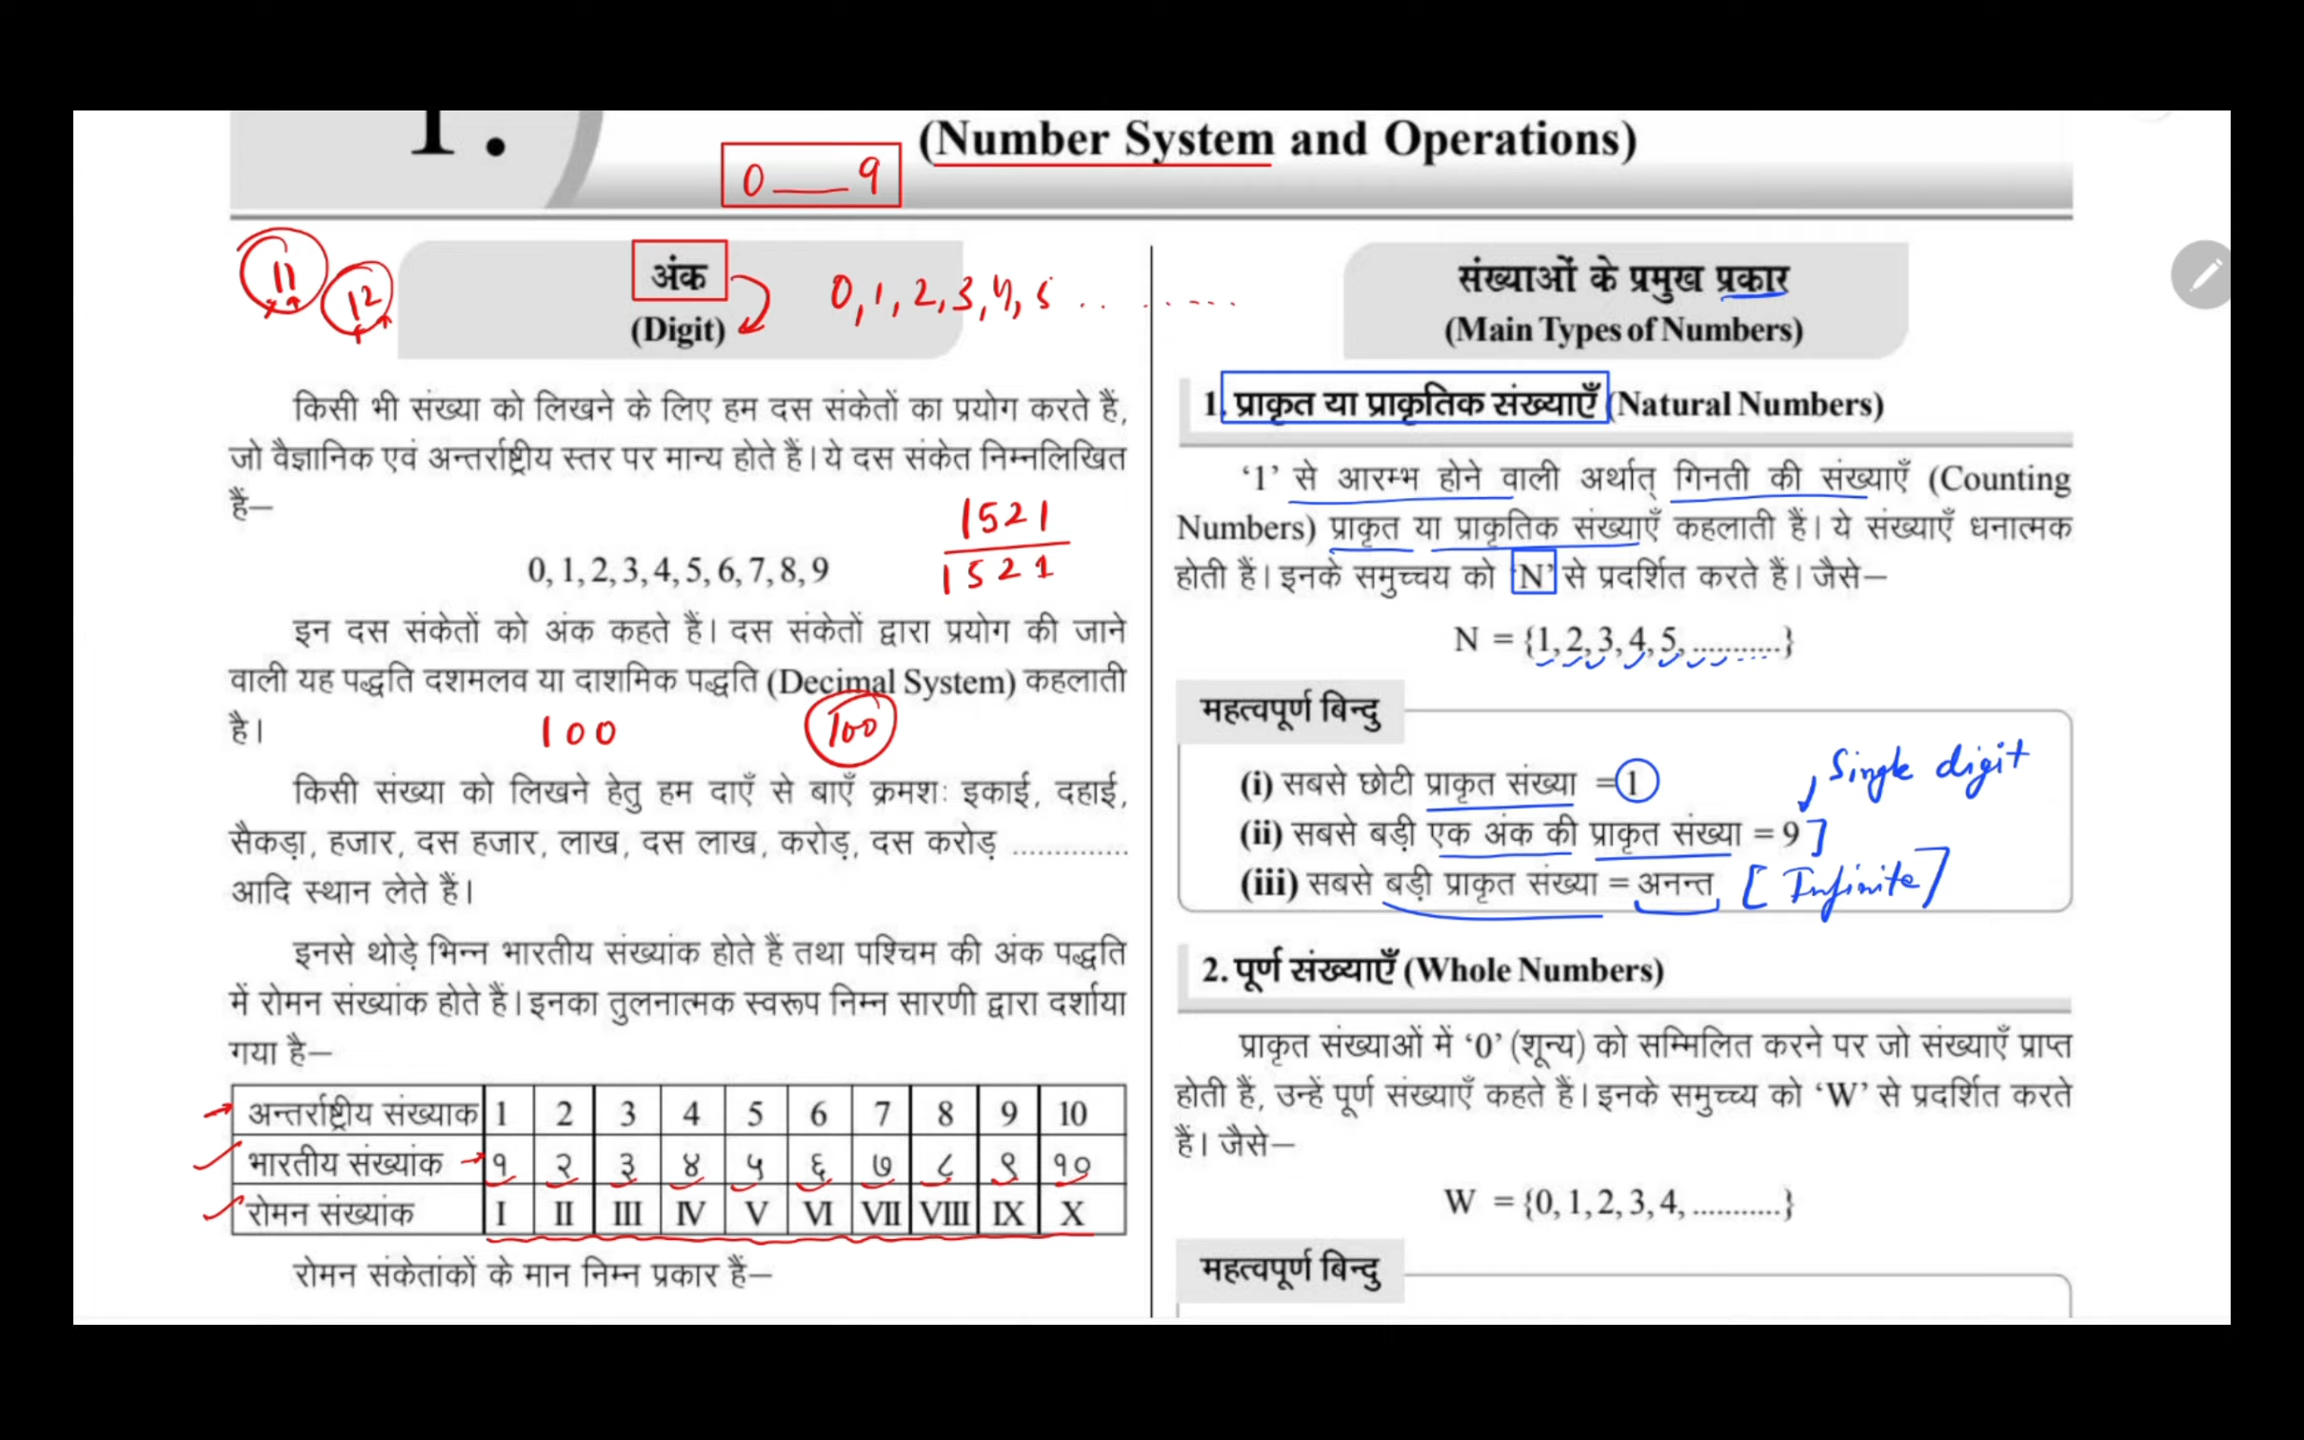 1.
(Number System and Operations)
0 — 9
11
12
अंक
(Digit)
0, 1, 2, 3, 4, 5 . . . . . . . .
किसी भी संख्या को लिखने के लिए हम दस संकेतों का प्रयोग करते हैं,
जो वैज्ञानिक एवं अन्तर्राष्ट्रीय स्तर पर मान्य होते हैं। ये दस संकेत निम्नलिखित
हैं—
1521
0, 1, 2, 3, 4, 5, 6, 7, 8, 9
1 5 2 1
इन दस संकेतों को अंक कहते हैं। दस संकेतों द्वारा प्रयोग की जाने
वाली यह पद्धति दशमलव या दाशमिक पद्धति (Decimal System) कहलाती
है।
100
100
किसी संख्या को लिखने हेतु हम दाएँ से बाएँ क्रमशः इकाई, दहाई,
सैकड़ा, हजार, दस हजार, लाख, दस लाख, करोड़, दस करोड़ ..............
आदि स्थान लेते हैं।
इनसे थोड़े भिन्न भारतीय संख्यांक होते हैं तथा पश्चिम की अंक पद्धति
में रोमन संख्यांक होते हैं। इनका तुलनात्मक स्वरूप निम्न सारणी द्वारा दर्शाया
गया है—
अन्तर्राष्ट्रीय संख्याक 1 2 3 4 5 6 7 8 9 10
भारतीय संख्यांक १ २ ३ ४ ५ ६ ७ ८ ९ १०
रोमन संख्यांक I II III IV V VI VII VIII IX X
रोमन संकेतांकों के मान निम्न प्रकार हैं—
संख्याओं के प्रमुख प्रकार
(Main Types of Numbers)
1. प्राकृत या प्राकृतिक संख्याएँ (Natural Numbers)
‘1’ से आरम्भ होने वाली अर्थात् गिनती की संख्याएँ (Counting
Numbers) प्राकृत या प्राकृतिक संख्याएँ कहलाती हैं। ये संख्याएँ धनात्मक
होती हैं। इनके समुच्चय को ‘N’ से प्रदर्शित करते हैं। जैसे—
N = {1, 2, 3, 4, 5, ...........}
महत्वपूर्ण बिन्दु
Single digit
(i) सबसे छोटी प्राकृत संख्या = 1
(ii) सबसे बड़ी एक अंक की प्राकृत संख्या = 9]
(iii) सबसे बड़ी प्राकृत संख्या = अनन्त [Infinite]
2. पूर्ण संख्याएँ (Whole Numbers)
प्राकृत संख्याओं में ‘0’ (शून्य) को सम्मिलित करने पर जो संख्याएँ प्राप्त
होती हैं, उन्हें पूर्ण संख्याएँ कहते हैं। इनके समुच्च्य को ‘W’ से प्रदर्शित करते
हैं। जैसे—
W = {0, 1, 2, 3, 4, ...........}
महत्वपूर्ण बिन्दु